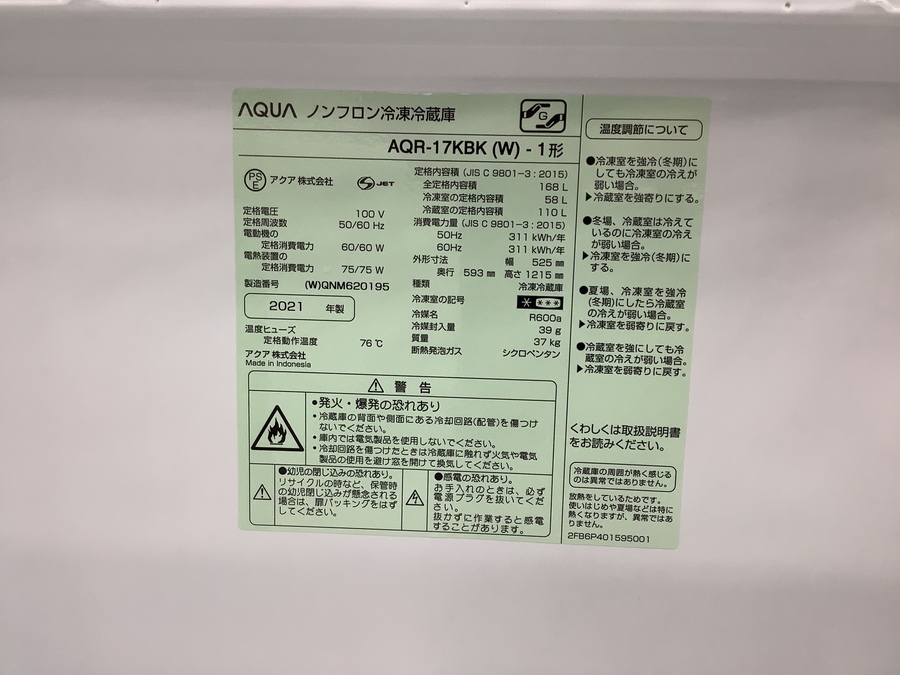 AQUA ノンフロン冷凍冷蔵庫
G
AQR-17KBK (W) - 1形
PS
E
アクア 株式会社
S JET
定格電圧 100 V
定格周波数 50/60 Hz
電動機の
定格消費電力 60/60 W
電熱装置の
定格消費電力 75/75 W
製造番号 (W)QNM620195
2021 年製
温度ヒューズ
定格動作温度 76 ℃
アクア 株式会社
Made in Indonesia
定格内容積 (JIS C 9801-3 : 2015)
全定格内容積 168 L
冷凍室の定格内容積 58 L
冷蔵室の定格内容積 110 L
消費電力量 (JIS C 9801-3 : 2015)
50Hz 311 kWh/年
60Hz 311 kWh/年
外形寸法 幅 525 mm
奥行 593 mm 高さ 1215 mm
種類 冷凍冷蔵庫
冷凍室の記号
冷媒名 R600a
冷媒封入量 39 g
質量 37 kg
断熱発泡ガス シクロペンタン
警 告
●発火・爆発の恐れあり
・冷蔵庫の背面や側面にある冷却回路(配管)を傷つけ
ないでください。
・庫内では電気製品を使用しないでください。
・冷却回路を傷つけたときは冷蔵庫に触れず火気や電気
製品の使用を避け窓を開けて換気してください。
●幼児の閉じ込みの恐れあり。
リサイクルの時など、保管時
の幼児閉じ込みが懸念される
場合は、扉パッキングをはず
してください。
●感電の恐れあり。
お手入れのときは、必ず
電源プラグを抜いてくだ
さい。
抜かずに作業すると感電
することがあります。
温度調節について
●冷凍室を強冷(冬期)に
しても冷凍室の冷えが
弱い場合。
▶冷蔵室を強寄りにする。
●冬場、冷蔵室は冷えて
いるのに冷凍室の冷え
が弱い場合。
▶冷凍室を強冷(冬期)に
する。
●夏場、冷凍室を強冷
(冬期)にしたら冷蔵室
の冷えが弱い場合。
▶冷凍室を弱寄りに戻す。
●冷蔵室を強にしても冷
蔵室の冷えが弱い場合。
▶冷凍室を弱寄りに戻す。
くわしくは取扱説明書
をお読みください。
冷蔵庫の周囲が熱く感じる
のは異常ではありません。
放熱をしているためです。
使いはじめや夏場などは特に
熱くなりますが、異常ではあ
りません。
2FB6P401595001